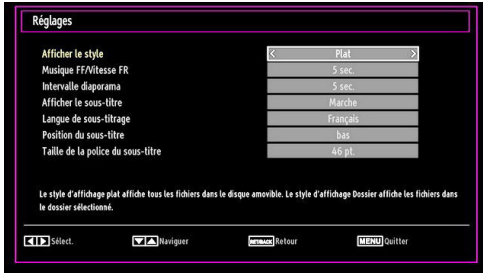 Réglages
Afficher le style < Plat >
Musique FF/Vitesse FR 5 sec.
Intervalle diaporama 5 sec.
Afficher le sous-titre Marche
Langue de sous-titrage Français
Position du sous-titre bas
Taille de la police du sous-titre 46 pt.
Le style d'affichage plat affiche tous les fichiers dans le disque amovible. Le style d'affichage Dossier affiche les fichiers dans
le dossier sélectionné.
Sélect. Naviguer RET/BACK Retour MENU Quitter